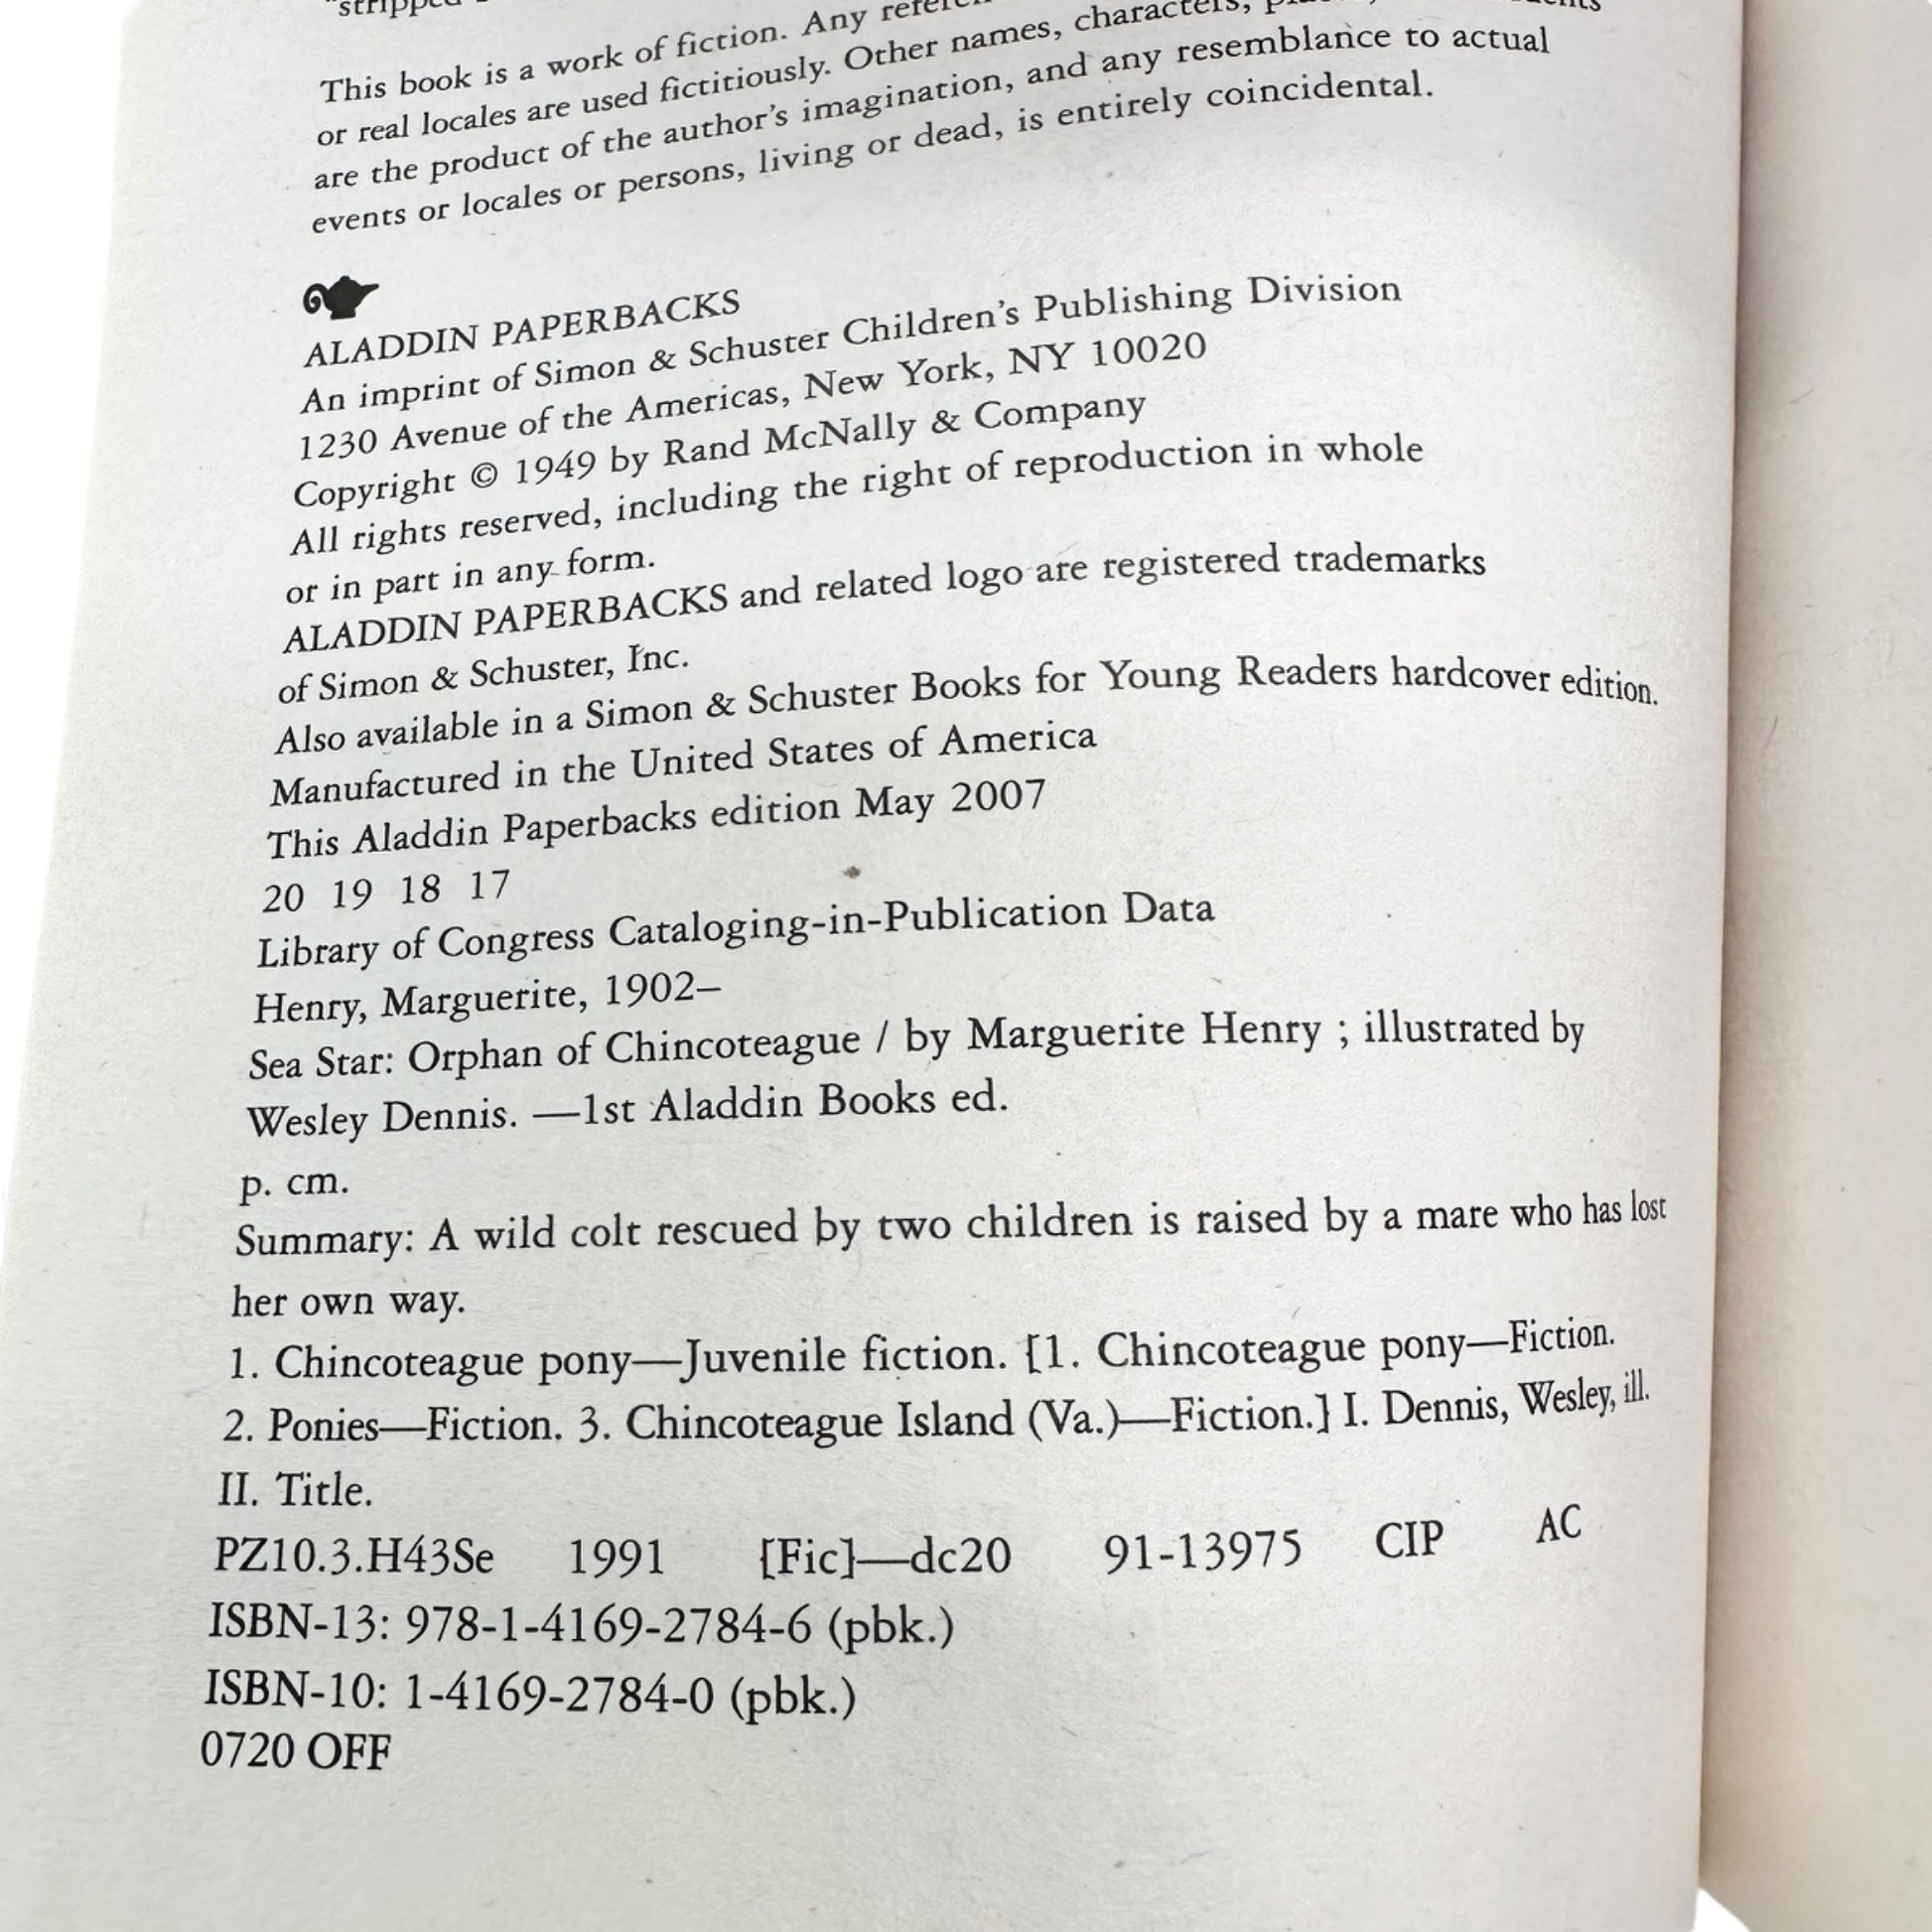 "stripped
This book is a work of fiction. Any
or real locales are used fictitiously. Other names, characters,
are the product of the author's imagination, and any resemblance to actual
events or locales or persons, living or dead, is entirely coincidental.
ALADDIN PAPERBACKS
An imprint of Simon & Schuster Children's Publishing Division
1230 Avenue of the Americas, New York, NY 10020
Copyright © 1949 by Rand McNally & Company
All rights reserved, including the right of reproduction in whole
or in part in any form.
ALADDIN PAPERBACKS and related logo are registered trademarks
of Simon & Schuster, Inc.
Also available in a Simon & Schuster Books for Young Readers hardcover edition.
Manufactured in the United States of America
This Aladdin Paperbacks edition May 2007
20 19 18 17
Library of Congress Cataloging-in-Publication Data
Henry, Marguerite, 1902–
Sea Star: Orphan of Chincoteague / by Marguerite Henry ; illustrated by
Wesley Dennis. —1st Aladdin Books ed.
p. cm.
Summary: A wild colt rescued by two children is raised by a mare who has lost
her own way.
1. Chincoteague pony—Juvenile fiction. [1. Chincoteague pony—Fiction.
2. Ponies—Fiction. 3. Chincoteague Island (Va.)—Fiction.] I. Dennis, Wesley, ill.
II. Title.
PZ10.3.H43Se 1991 [Fic]—dc20 91-13975 CIP AC
ISBN-13: 978-1-4169-2784-6 (pbk.)
ISBN-10: 1-4169-2784-0 (pbk.)
0720 OFF